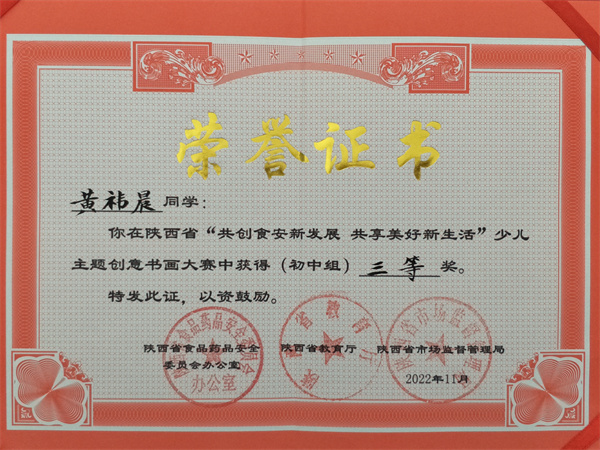 荣誉证书
黄祎晨同学：
你在陕西省“共创食安新发展 共享美好新生活”少儿
主题创意书画大赛中获得（初中组）三等奖。
特发此证，以资鼓励。
陕西省食品药品安全
委员会办公室
陕西省教育厅
陕西省市场监督管理局
2022年11月
办公室